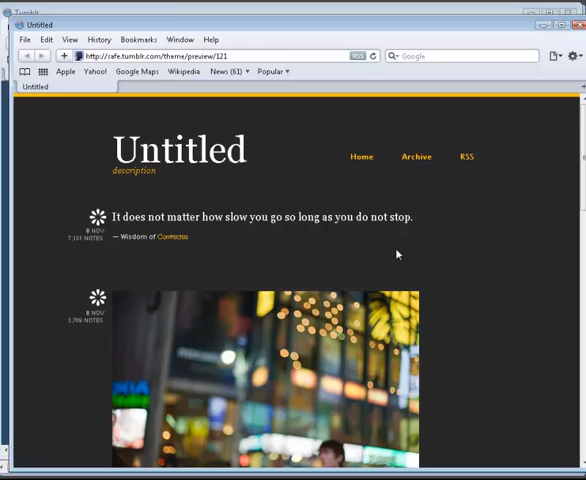 Tumblr
Untitled
File Edit View History Bookmarks Window Help
http://safe.tumblr.com/theme/preview/121 RSS Google
Apple Yahoo! Google Maps Wikipedia News (61) Popular
Untitled
Untitled
description
Home Archive RSS
It does not matter how slow you go so long as you do not stop.
8 NOV
7,131 NOTES
— Wisdom of Confucius
8 NOV
3,769 NOTES